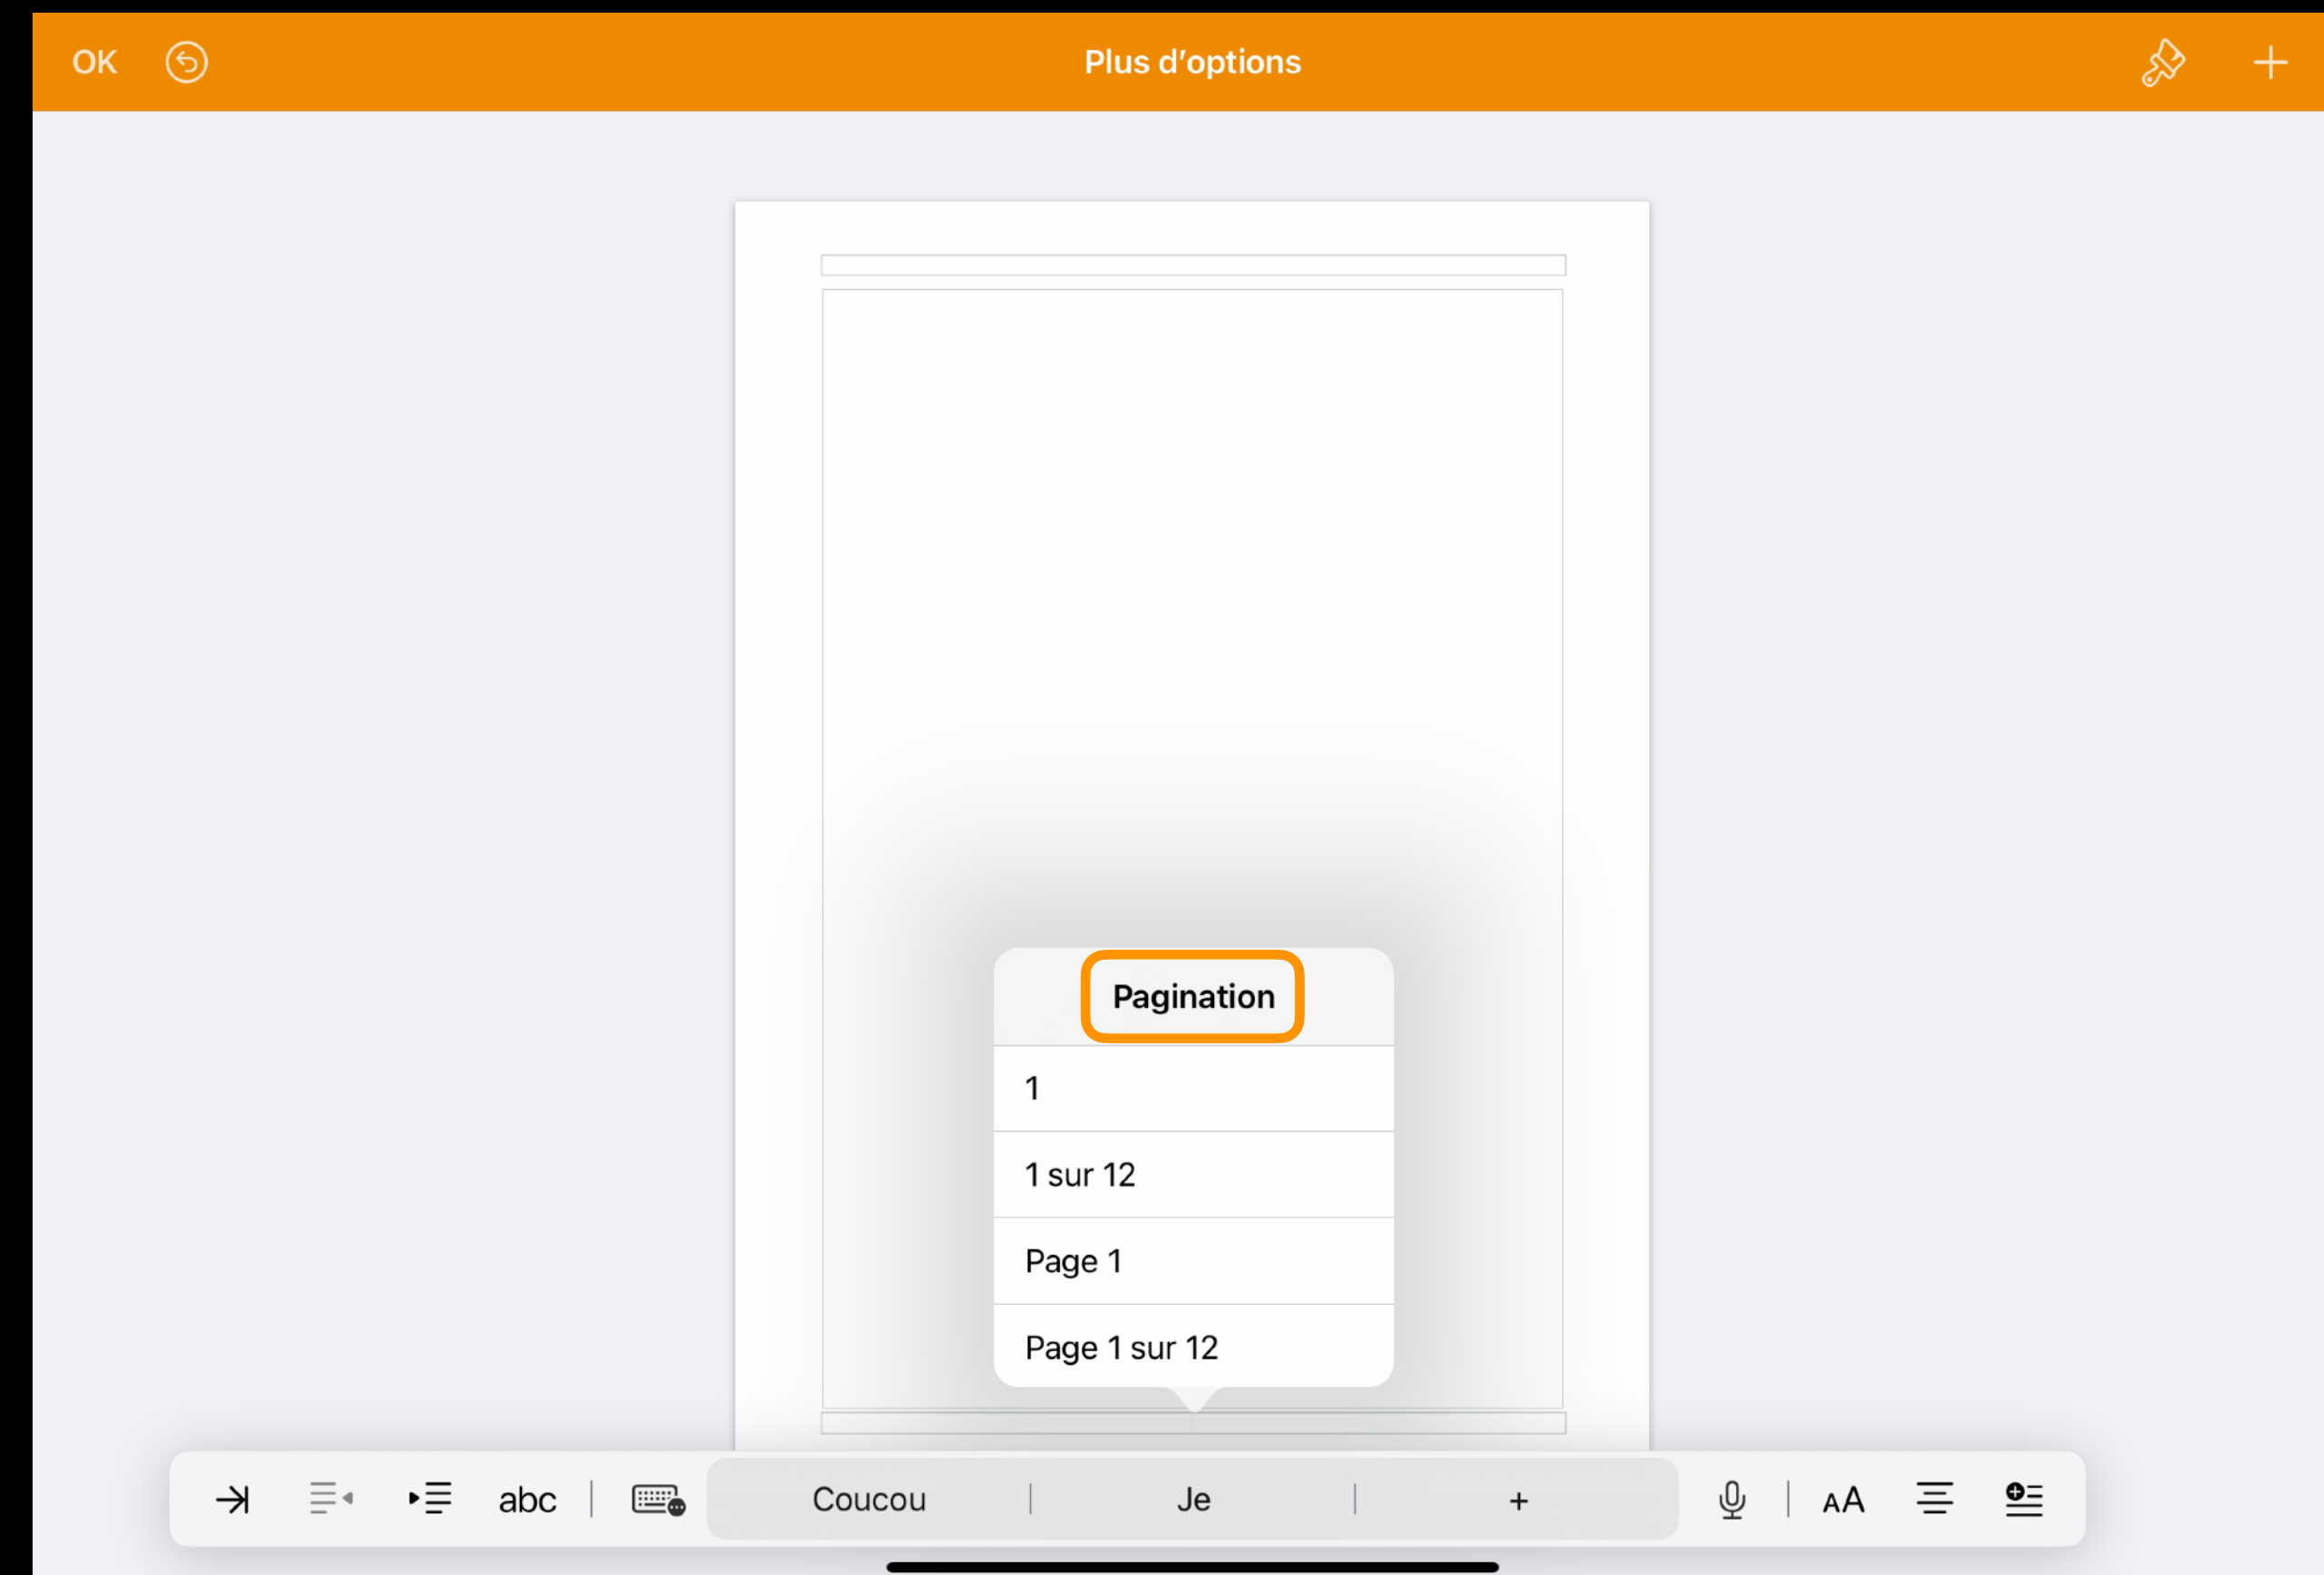 OK
Plus d’options
Pagination
1
1 sur 12
Page 1
Page 1 sur 12
abc Coucou Je + AA